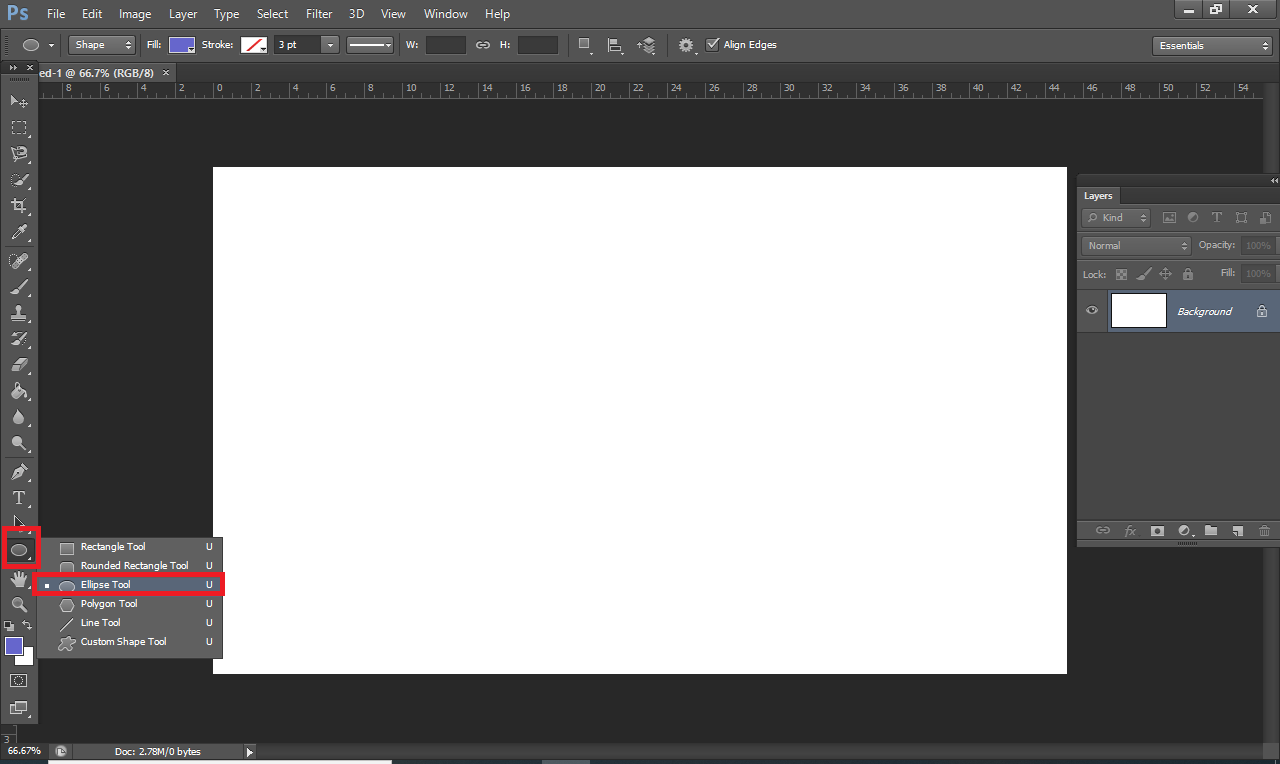 Ps File Edit Image Layer Type Select Filter 3D View Window Help
Shape Fill: Stroke: 3 pt W: H: Align Edges Essentials
ed-1 @ 66.7% (RGB/8) ×
8 6 4 2 0 2 4 6 8 10 12 14 16 18 20 22 24 26 28 30 32 34 36 38 40 42 44 46 48 50 52 54
Layers
Kind
Normal Opacity: 100%
Lock: Fill: 100%
Background
fx
T
Rectangle Tool U
Rounded Rectangle Tool U
Ellipse Tool U
Polygon Tool U
Line Tool U
Custom Shape Tool U
3
66.67% Doc: 2.78M/0 bytes